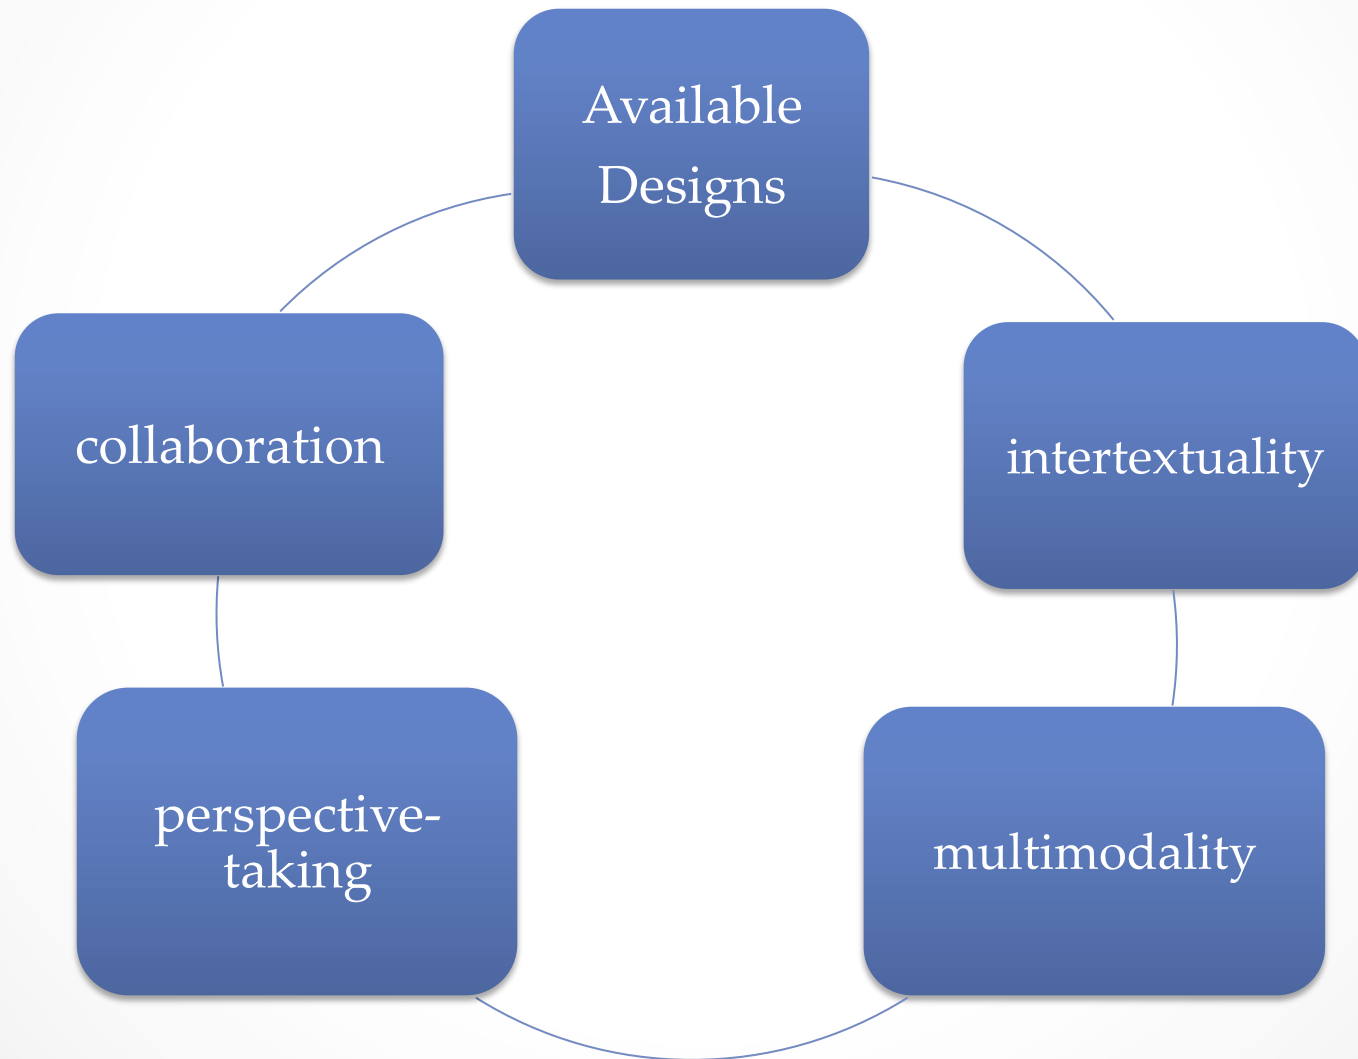 Available
Designs
collaboration
intertextuality
perspective-
taking
multimodality